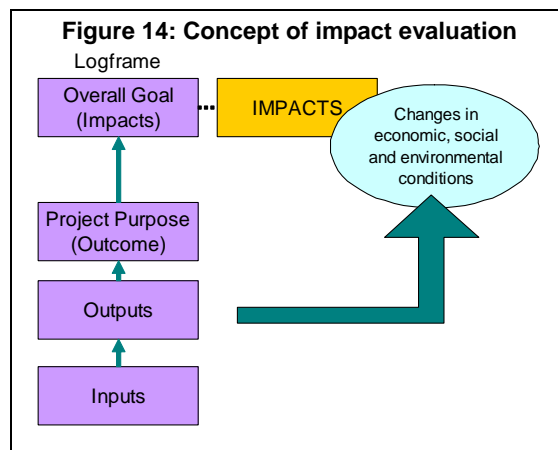 Figure 14: Concept of impact evaluation
Logframe
Overall Goal
(Impacts)
IMPACTS
Changes in
economic, social
and environmental
conditions
Project Purpose
(Outcome)
Outputs
Inputs